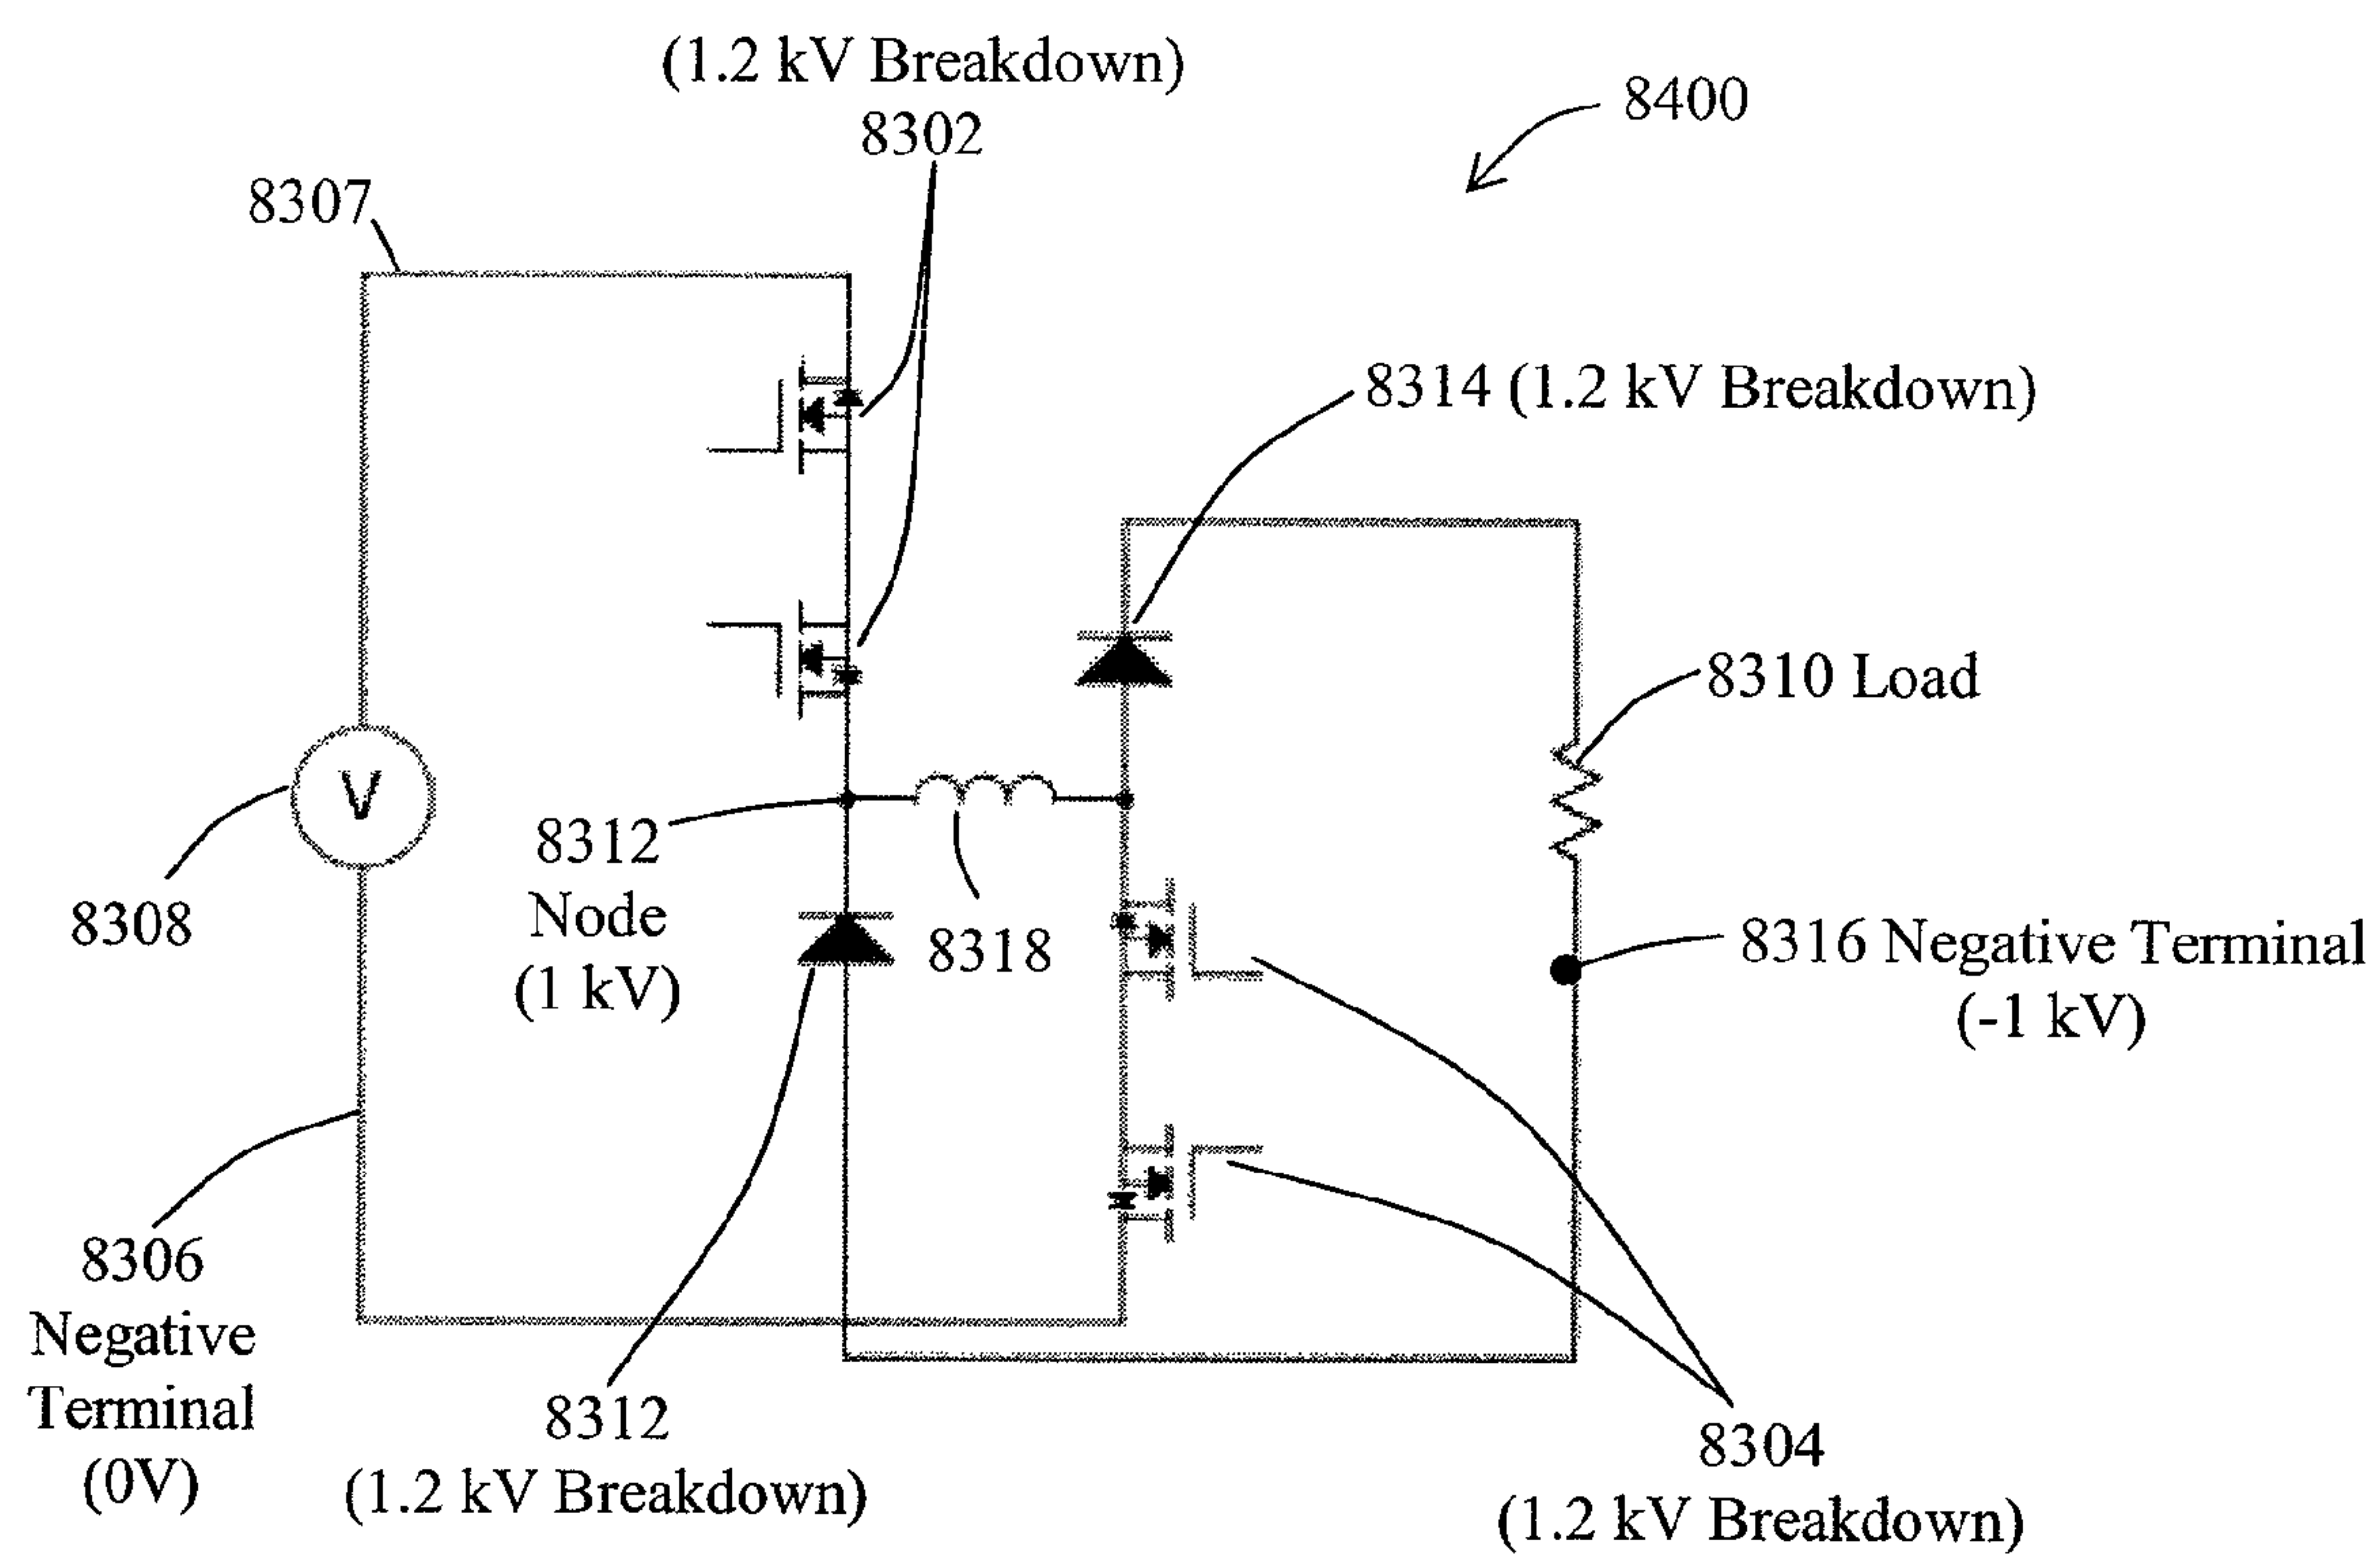 (1.2 kV Breakdown)
8302
8400
8307
8314 (1.2 kV Breakdown)
8310 Load
V
8312
Node
(1 kV)
8308
8318
8316 Negative Terminal
(-1 kV)
8306
Negative
Terminal
(0V)
8312
(1.2 kV Breakdown)
8304
(1.2 kV Breakdown)